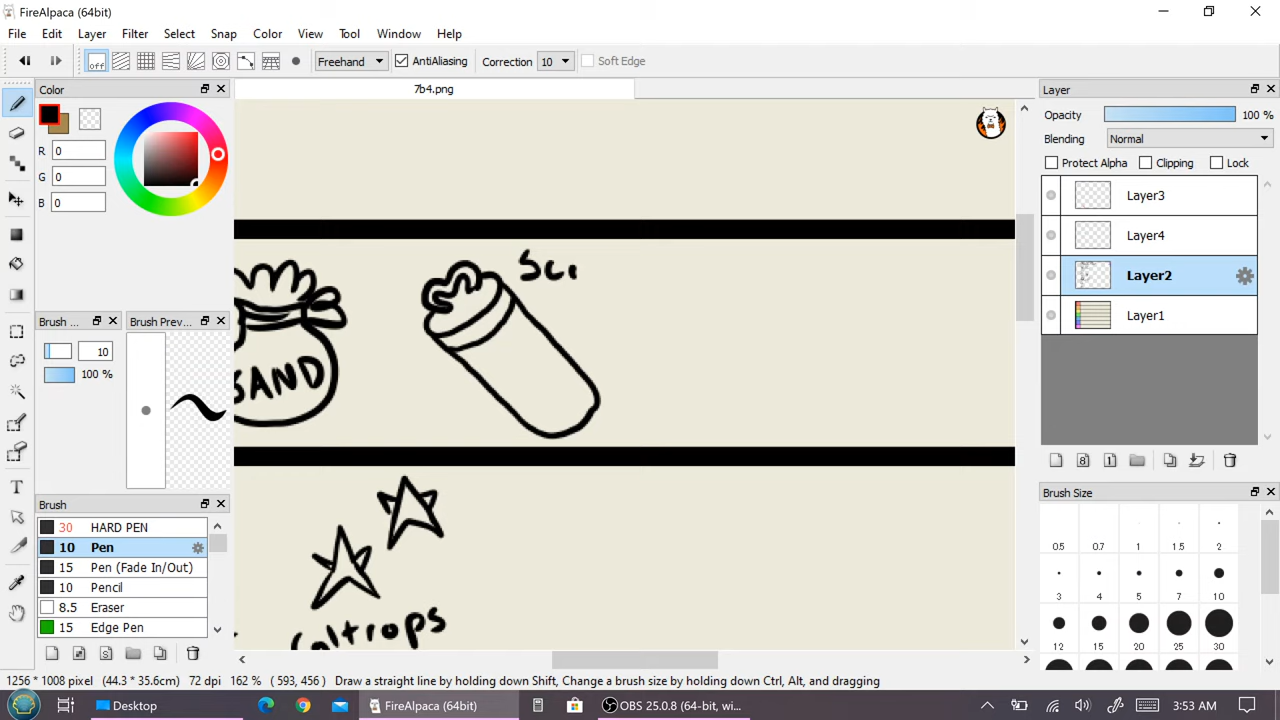 FireAlpaca (64bit)
File Edit Layer Filter Select Snap Color View Tool Window Help
off Freehand AntiAliasing Correction 10 Soft Edge
Color 7b4.png Layer
Opacity 100 %
Blending Normal
Protect Alpha Clipping Lock
R 0
G 0
B 0
Layer3
Layer4
Layer2
Layer1
Brush ... Brush Prev...
10
100 %
SAND
Caltrops
Brush
30 HARD PEN
10 Pen
15 Pen (Fade In/Out)
10 Pencil
8.5 Eraser
15 Edge Pen
Brush Size
0.5 0.7 1 1.5 2
3 4 5 7 10
12 15 20 25 30
1256 * 1008 pixel (44.3 * 35.6cm) 72 dpi 162 % ( 593, 456 ) Draw a straight line by holding down Shift, Change a brush size by holding down Ctrl, Alt, and dragging
Desktop FireAlpaca (64bit) OBS 25.0.8 (64-bit, wi... 3:53 AM